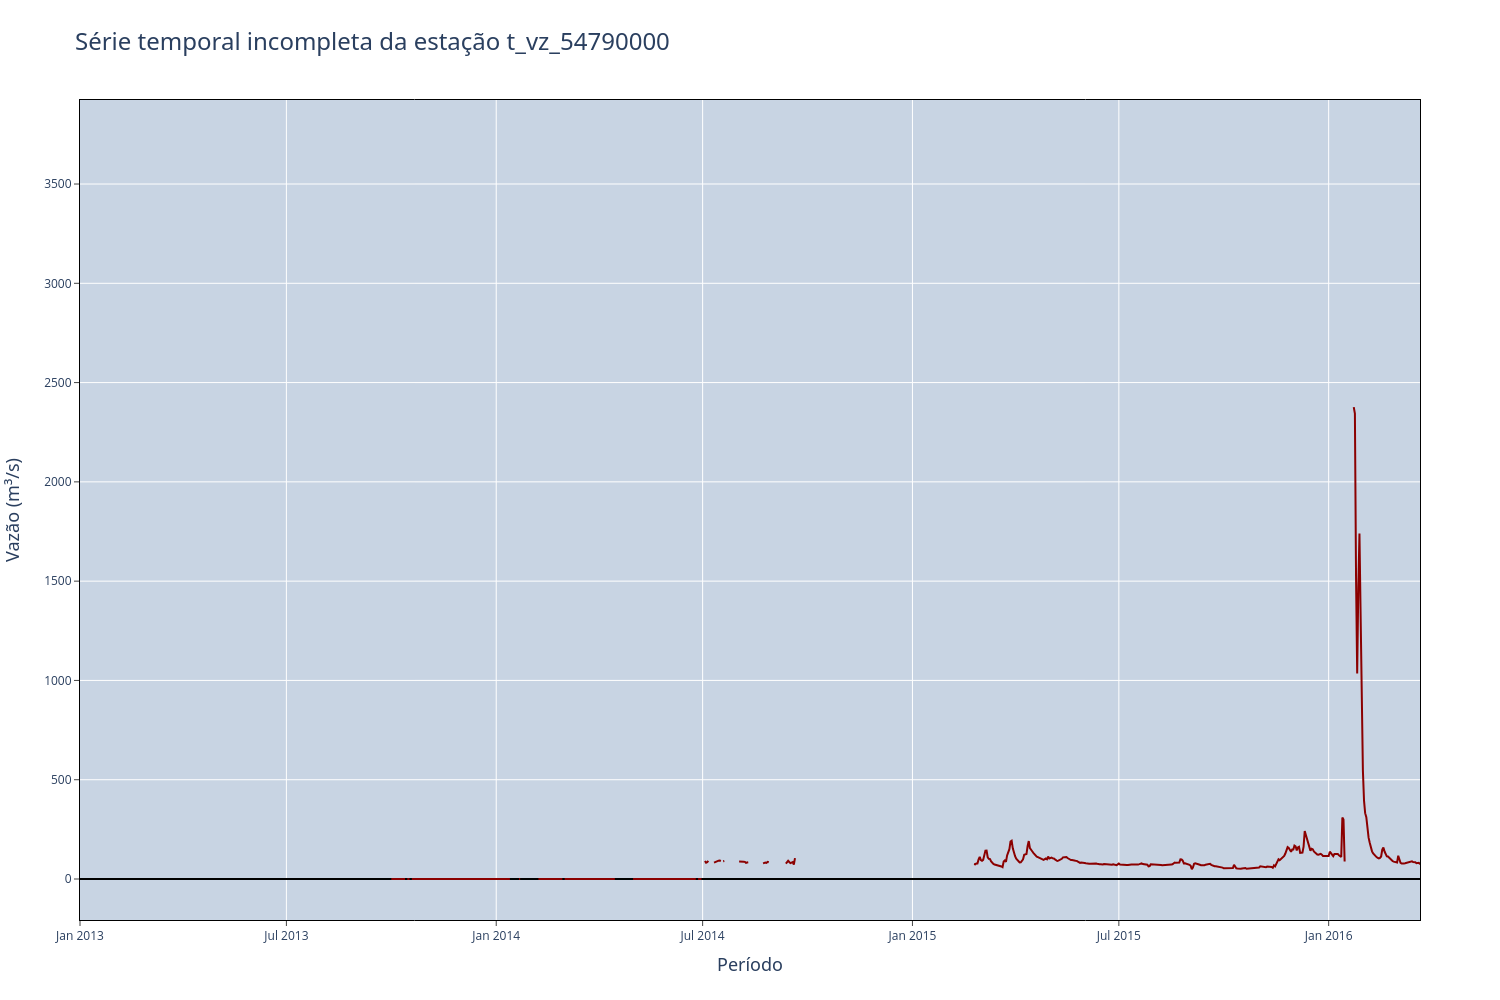 Série temporal incompleta da estação t_vz_54790000
3500
3000
2500
2000
1500
1000
500
0
Vazão (m³/s)
Jan 2013
Jul 2013
Jan 2014
Jul 2014
Jan 2015
Jul 2015
Jan 2016
Período